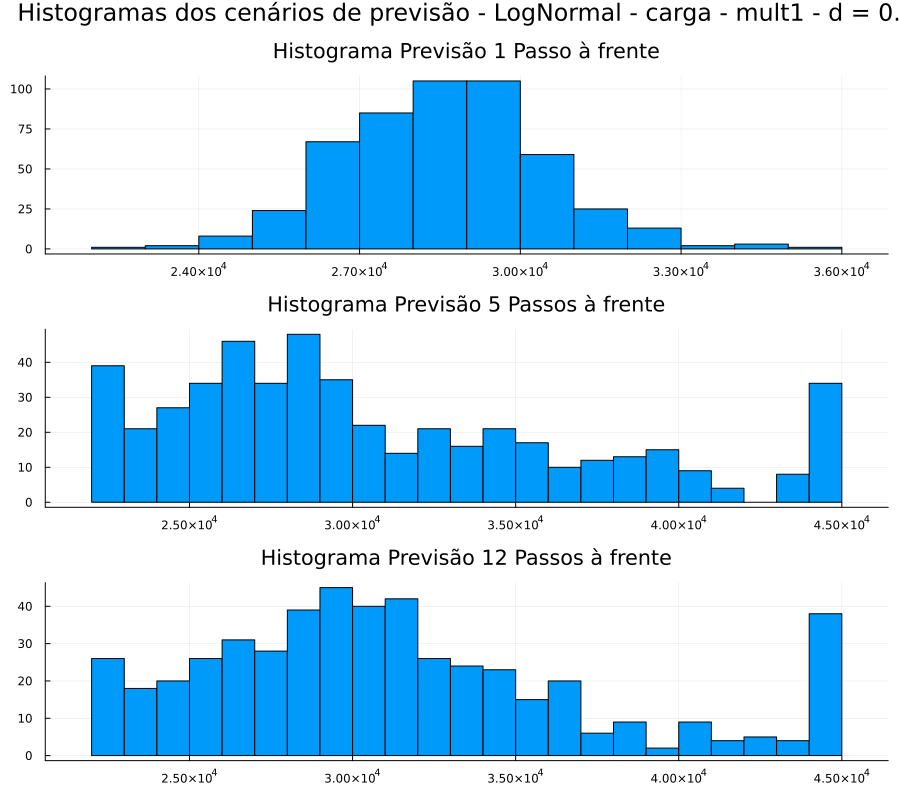 Histogramas dos cenários de previsão - LogNormal - carga - mult1 - d = 0.
Histograma Previsão 1 Passo à frente
100
75
50
25
0
2.40×10⁴ 2.70×10⁴ 3.00×10⁴ 3.30×10⁴ 3.60×10⁴
Histograma Previsão 5 Passos à frente
40
30
20
10
0
2.50×10⁴ 3.00×10⁴ 3.50×10⁴ 4.00×10⁴ 4.50×10⁴
Histograma Previsão 12 Passos à frente
40
30
20
10
0
2.50×10⁴ 3.00×10⁴ 3.50×10⁴ 4.00×10⁴ 4.50×10⁴